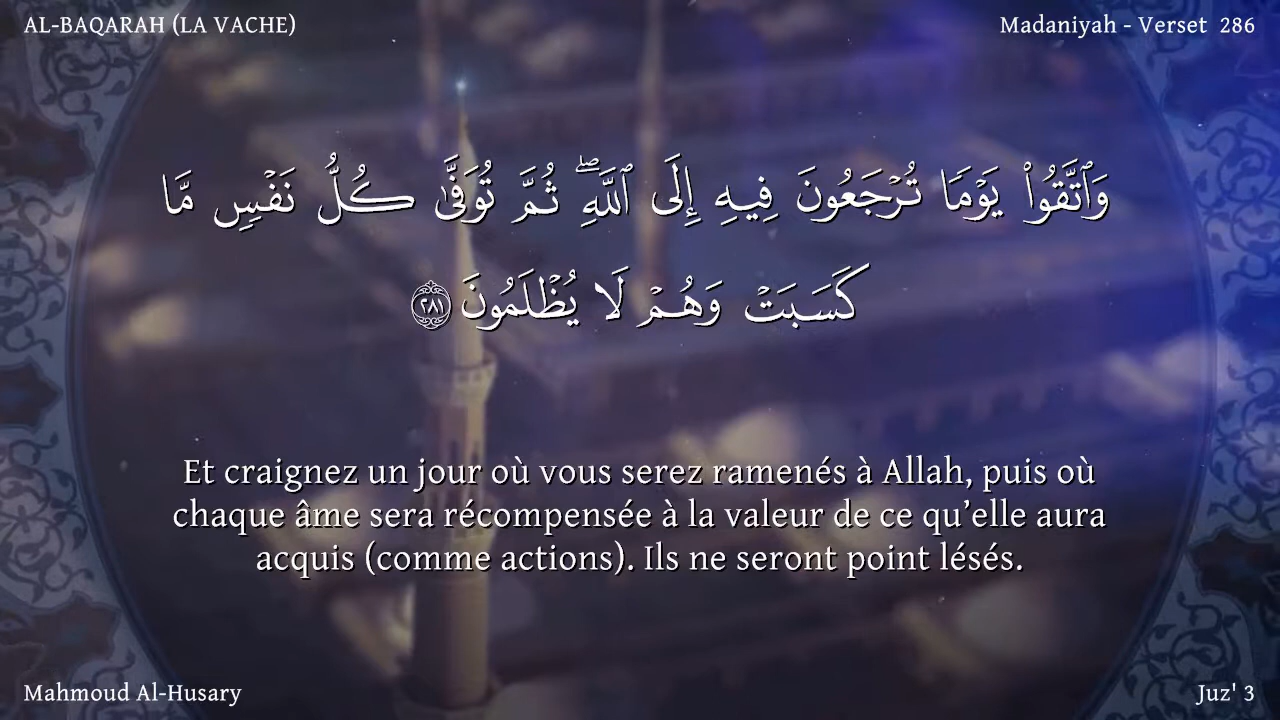 AL-BAQARAH (LA VACHE)
Madaniyah - Verset 286
وَٱتَّقُوا۟ يَوْمًا تُرْجَعُونَ فِيهِ إِلَى ٱللَّهِ ۖ ثُمَّ تُوَفَّىٰ كُلُّ نَفْسٍ مَّا
كَسَبَتْ وَهُمْ لَا يُظْلَمُونَ ٢٨١
Et craignez un jour où vous serez ramenés à Allah, puis où
chaque âme sera récompensée à la valeur de ce qu’elle aura
acquis (comme actions). Ils ne seront point lésés.
Mahmoud Al-Husary
Juz' 3